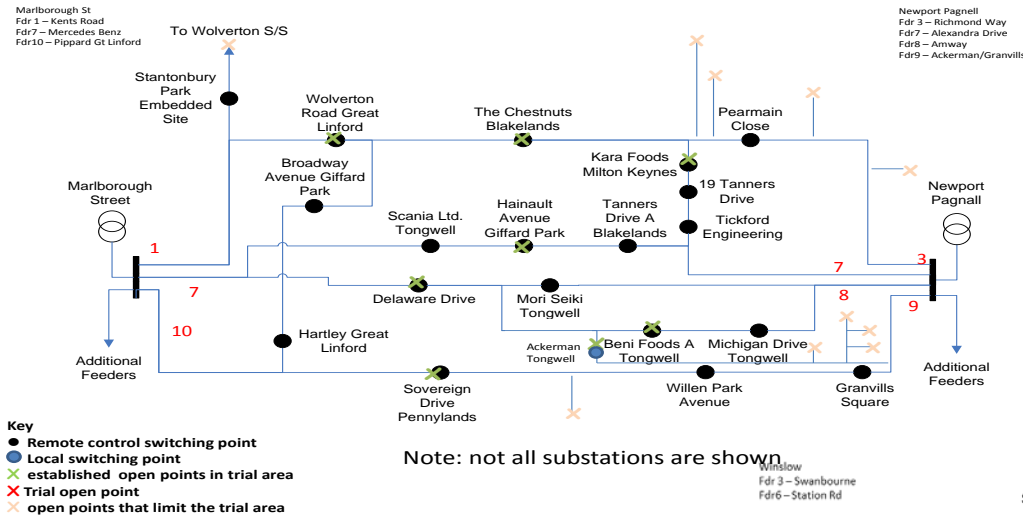 Marlborough St
Fdr 1 – Kents Road
Fdr7 – Mercedes Benz
Fdr10 – Pippard Gt Linford
Newport Pagnell
Fdr 3 – Richmond Way
Fdr7 – Alexandra Drive
Fdr8 – Amway
Fdr9 – Ackerman/Granvills
To Wolverton S/S
Stantonbury
Park
Embedded
Site
Wolverton
Road Great
Linford
The Chestnuts
Blakelands
Pearmain
Close
Broadway
Avenue Giffard
Park
Kara Foods
Milton Keynes
19 Tanners
Drive
Tickford
Engineering
Marlborough
Street
Scania Ltd.
Tongwell
Hainault
Avenue
Giffard Park
Tanners
Drive A
Blakelands
Newport
Pagnall
1
3
7
7
8
9
10
Delaware Drive
Mori Seiki
Tongwell
Hartley Great
Linford
Ackerman
Tongwell
Beni Foods A
Tongwell
Michigan Drive
Tongwell
Additional
Feeders
Additional
Feeders
Sovereign
Drive
Pennylands
Willen Park
Avenue
Granvills
Square
Key
Remote control switching point
Local switching point
established open points in trial area
Trial open point
open points that limit the trial area
Note: not all substations are shown
Winslow
Fdr 3 – Swanbourne
Fdr6 – Station Rd